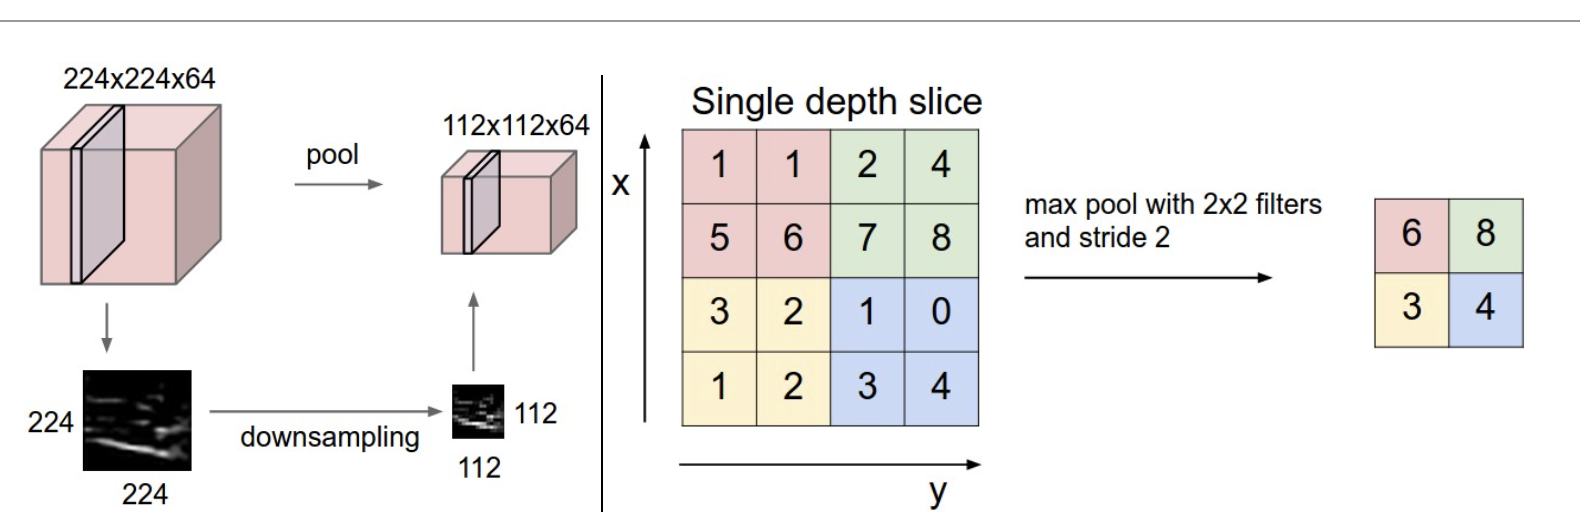 224x224x64
pool
112x112x64
224
downsampling
112
224
112
Single depth slice
x
1 1 2 4
5 6 7 8
3 2 1 0
1 2 3 4
y
max pool with 2x2 filters
and stride 2
6 8
3 4